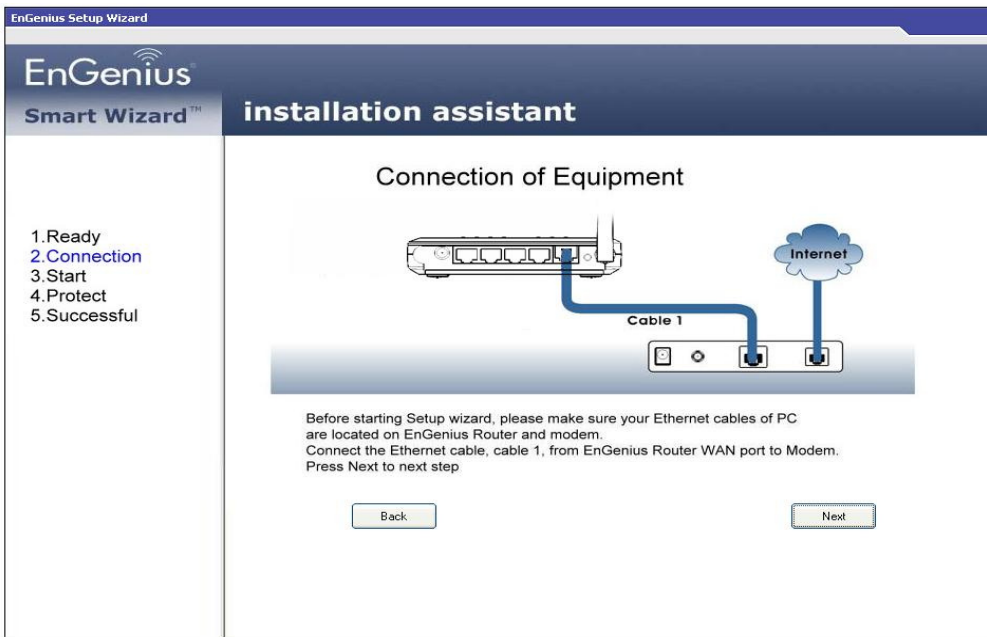 EnGenius Setup Wizard
EnGenius®
Smart Wizard™
installation assistant
Connection of Equipment
1.Ready
2.Connection
3.Start
4.Protect
5.Successful
Internet
Cable 1
Before starting Setup wizard, please make sure your Ethernet cables of PC
are located on EnGenius Router and modem.
Connect the Ethernet cable, cable 1, from EnGenius Router WAN port to Modem.
Press Next to next step
Back
Next